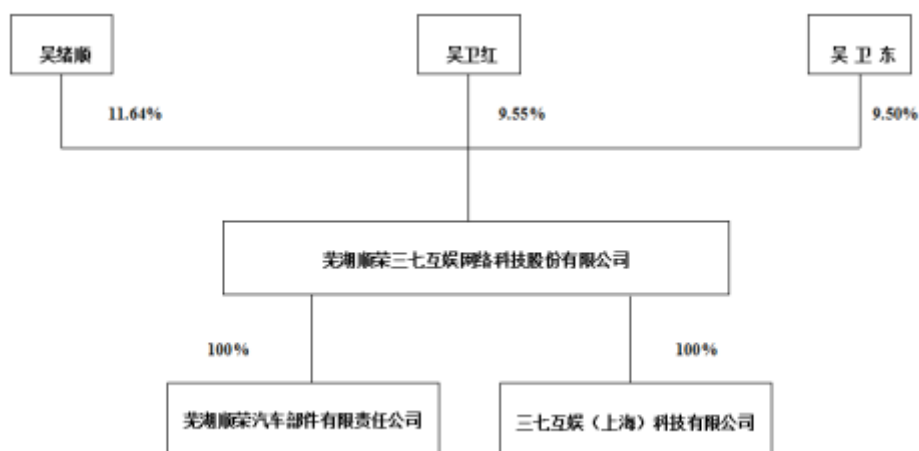 吴绪顺
吴卫红
吴 卫 东
11.64%
9.55%
9.50%
芜湖顺荣三七互娱网络科技股份有限公司
100%
100%
芜湖顺荣汽车部件有限责任公司
三七互娱（上海）科技有限公司